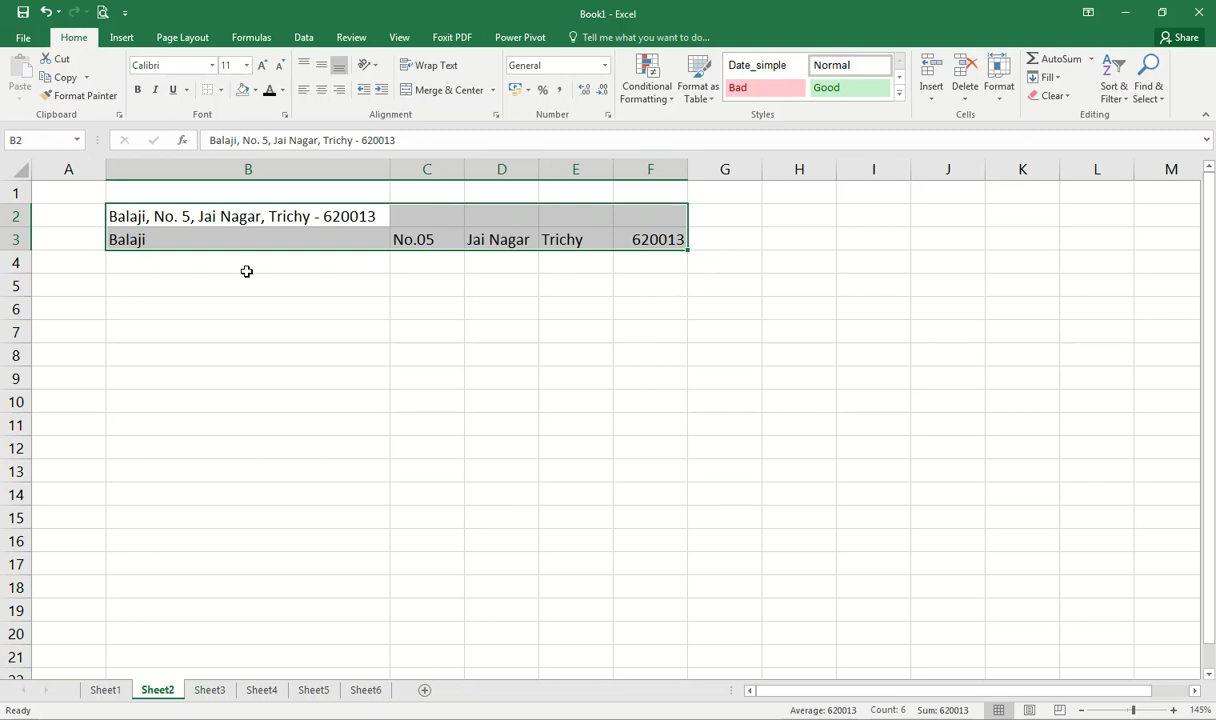 Book1 - Excel
File Home Insert Page Layout Formulas Data Review View Foxit PDF Power Pivot Tell me what you want to do... Share
Cut
Copy
Format Painter
Paste
Clipboard
Calibri 11
B I U A
Font
Wrap Text
Merge & Center
Alignment
General
Number
Conditional Formatting
Format as Table
Date_simple Normal
Bad Good
Styles
Insert Delete Format
Cells
AutoSum
Fill
Clear
Sort & Filter
Find & Select
Editing
B2 fx Balaji, No. 5, Jai Nagar, Trichy - 620013
A B C D E F G H I J K L M
1
2 Balaji, No. 5, Jai Nagar, Trichy - 620013
3 Balaji No.05 Jai Nagar Trichy 620013
4
5
6
7
8
9
10
11
12
13
14
15
16
17
18
19
20
21
Sheet1 Sheet2 Sheet3 Sheet4 Sheet5 Sheet6
Ready Average: 620013 Count: 6 Sum: 620013 145%